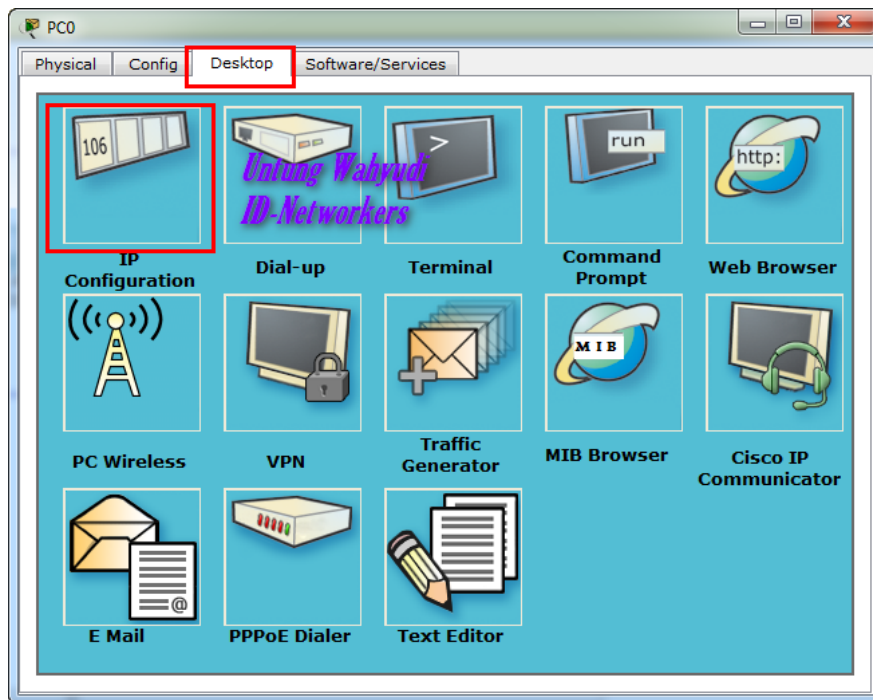 PC0
Physical Config Desktop Software/Services
106
>
run
http:
Untung Wahyudi
ID-Networkers
IP
Configuration
Dial-up
Terminal
Command
Prompt
Web Browser
MIB
PC Wireless
VPN
Traffic
Generator
MIB Browser
Cisco IP
Communicator
@
E Mail
PPPoE Dialer
Text Editor